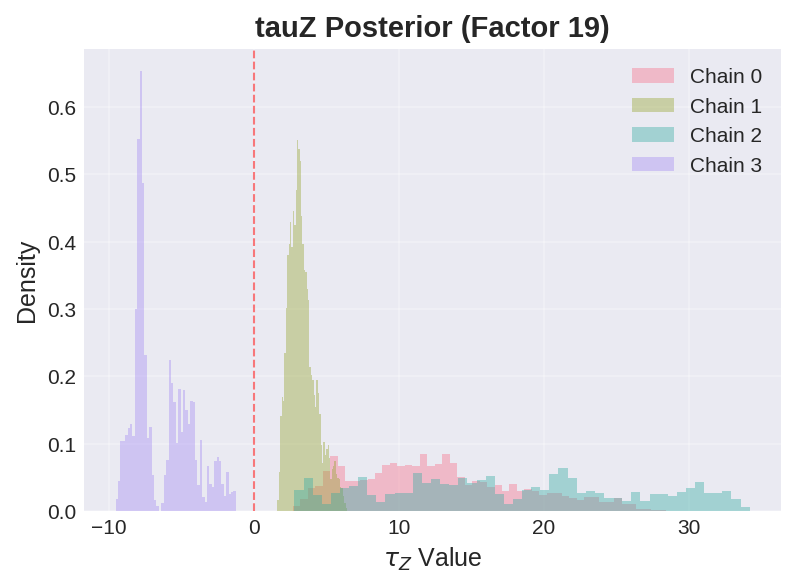 tauZ Posterior (Factor 19)
Chain 0
Chain 1
Chain 2
Chain 3
Density
0.6
0.5
0.4
0.3
0.2
0.1
0.0
−10
0
10
20
30
τ_Z Value